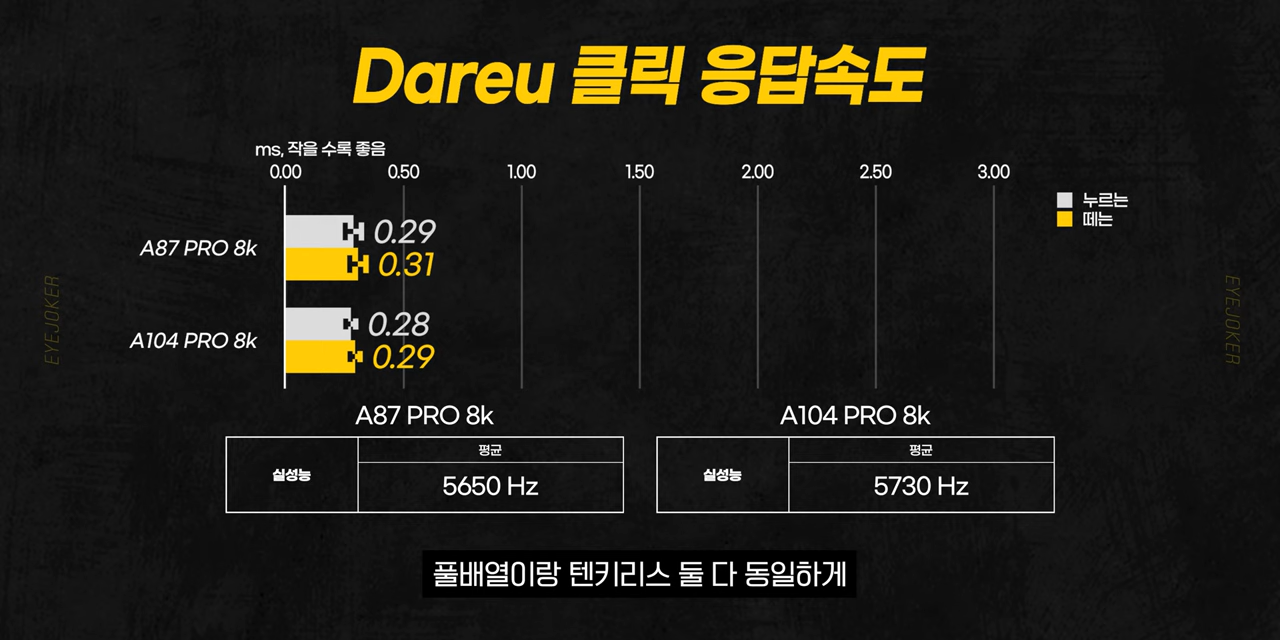 Dareu 클릭 응답속도
ms, 작을 수록 좋음
0.00 0.50 1.00 1.50 2.00 2.50 3.00
누르는
떼는
A87 PRO 8k
0.29
0.31
A104 PRO 8k
0.28
0.29
EYEJOKER
EYEJOKER
A87 PRO 8k
실성능
평균
5650 Hz
A104 PRO 8k
실성능
평균
5730 Hz
풀배열이랑 텐키리스 둘 다 동일하게